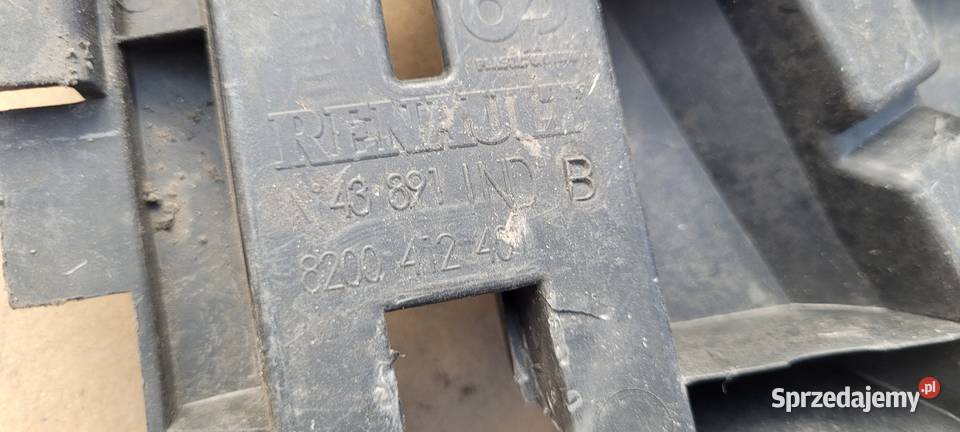 RENAULT
N° 43 891 IND B
8200 412 40
Sprzedajemy.pl